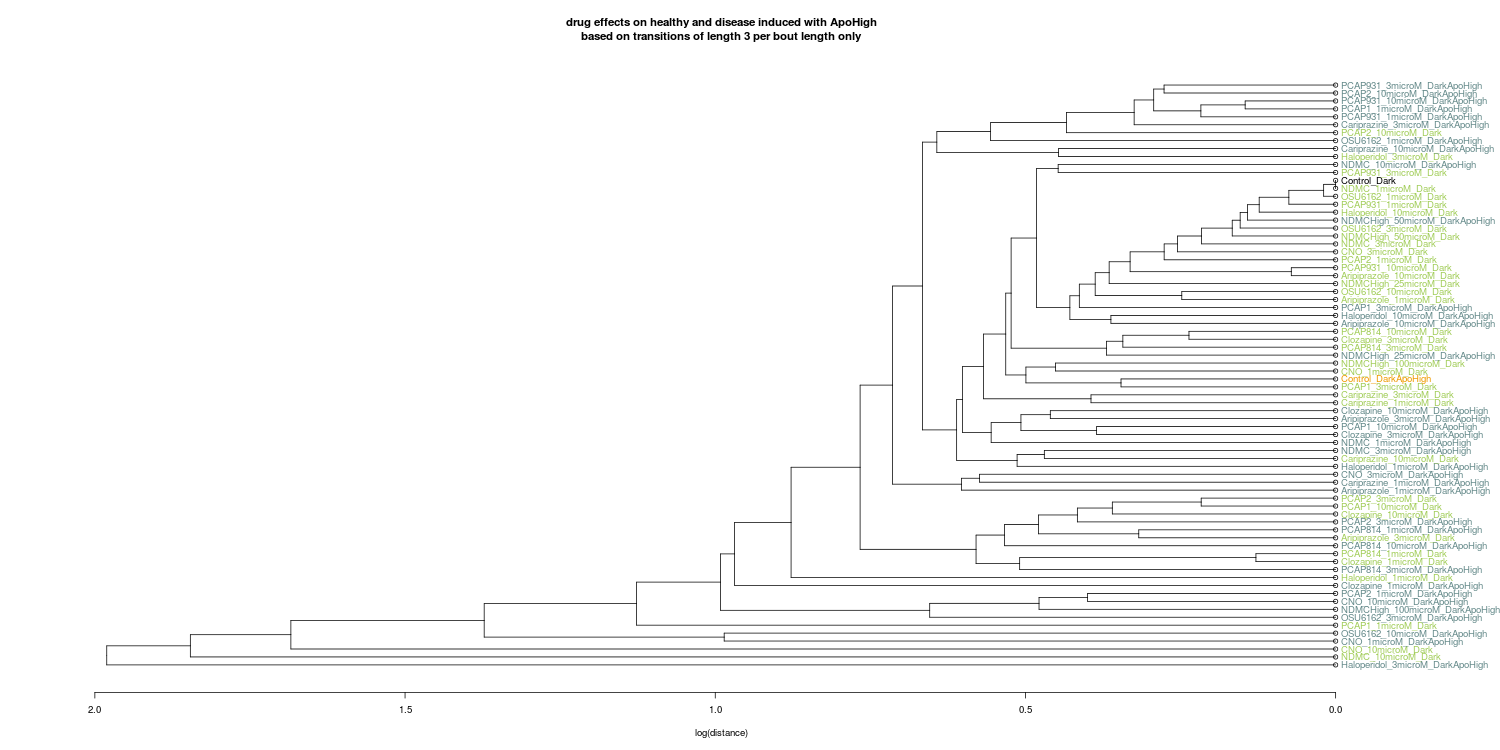 drug effects on healthy and disease induced with ApoHigh
based on transitions of length 3 per bout length only
PCAP931_3microM_DarkApoHigh
PCAP2_10microM_DarkApoHigh
PCAP931_10microM_DarkApoHigh
PCAP1_1microM_DarkApoHigh
PCAP931_1microM_DarkApoHigh
Cariprazine_3microM_DarkApoHigh
PCAP2_10microM_Dark
OSU6162_1microM_DarkApoHigh
Cariprazine_10microM_DarkApoHigh
Haloperidol_3microM_Dark
NDMC_10microM_DarkApoHigh
PCAP931_3microM_Dark
Control_Dark
NDMC_1microM_Dark
OSU6162_1microM_Dark
PCAP931_1microM_Dark
Haloperidol_10microM_Dark
NDMCHigh_50microM_DarkApoHigh
OSU6162_3microM_Dark
NDMCHigh_50microM_Dark
NDMC_3microM_Dark
CNO_3microM_Dark
PCAP2_1microM_Dark
PCAP931_10microM_Dark
Aripiprazole_10microM_Dark
NDMCHigh_25microM_Dark
OSU6162_10microM_Dark
Aripiprazole_1microM_Dark
PCAP1_3microM_DarkApoHigh
Haloperidol_10microM_DarkApoHigh
Aripiprazole_10microM_DarkApoHigh
PCAP814_10microM_Dark
Clozapine_3microM_Dark
PCAP814_3microM_Dark
NDMCHigh_25microM_DarkApoHigh
NDMCHigh_100microM_Dark
CNO_1microM_Dark
Control_DarkApoHigh
PCAP1_3microM_Dark
Cariprazine_3microM_Dark
Cariprazine_1microM_Dark
Clozapine_10microM_DarkApoHigh
Aripiprazole_3microM_DarkApoHigh
PCAP1_10microM_DarkApoHigh
Clozapine_3microM_DarkApoHigh
NDMC_1microM_DarkApoHigh
NDMC_3microM_DarkApoHigh
Cariprazine_10microM_Dark
Haloperidol_1microM_DarkApoHigh
CNO_3microM_DarkApoHigh
Cariprazine_1microM_DarkApoHigh
Aripiprazole_1microM_DarkApoHigh
PCAP2_3microM_Dark
PCAP1_10microM_Dark
Clozapine_10microM_Dark
PCAP2_3microM_DarkApoHigh
PCAP814_1microM_DarkApoHigh
Aripiprazole_3microM_Dark
PCAP814_10microM_DarkApoHigh
PCAP814_1microM_Dark
Clozapine_1microM_Dark
PCAP814_3microM_DarkApoHigh
Haloperidol_1microM_Dark
Clozapine_1microM_DarkApoHigh
PCAP2_1microM_DarkApoHigh
CNO_10microM_DarkApoHigh
NDMCHigh_100microM_DarkApoHigh
OSU6162_3microM_DarkApoHigh
PCAP1_1microM_Dark
OSU6162_10microM_DarkApoHigh
CNO_1microM_DarkApoHigh
CNO_10microM_Dark
NDMC_10microM_Dark
Haloperidol_3microM_DarkApoHigh
2.0 1.5 1.0 0.5 0.0
log(distance)